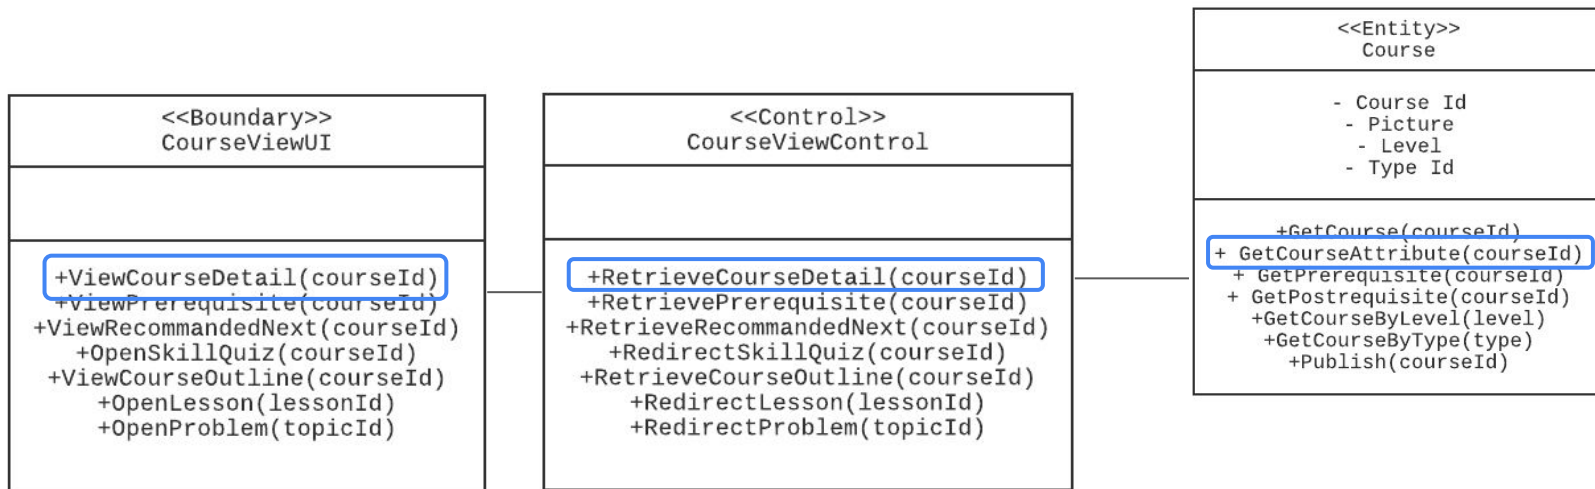 <<Boundary>>
CourseViewUI
+ViewCourseDetail(courseId)
+ViewPrerequisite(courseId)
+ViewRecommandedNext(courseId)
+OpenSkillQuiz(courseId)
+ViewCourseOutline(courseId)
+OpenLesson(lessonId)
+OpenProblem(topicId)
<<Control>>
CourseViewControl
+RetrieveCourseDetail(courseId)
+RetrievePrerequisite(courseId)
+RetrieveRecommandedNext(courseId)
+RedirectSkillQuiz(courseId)
+RetrieveCourseOutline(courseId)
+RedirectLesson(lessonId)
+RedirectProblem(topicId)
<<Entity>>
Course
- Course Id
- Picture
- Level
- Type Id
+GetCourse(courseId)
+ GetCourseAttribute(courseId)
+ GetPrerequisite(courseId)
+ GetPostrequisite(courseId)
+GetCourseByLevel(level)
+GetCourseByType(type)
+Publish(courseId)